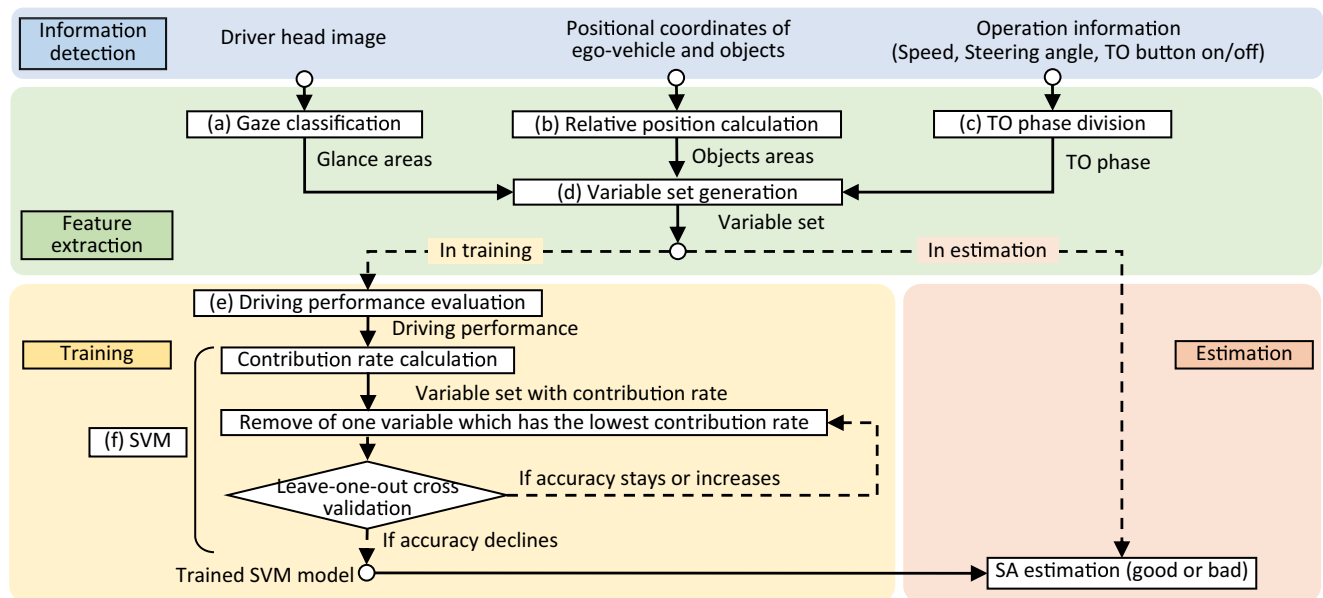 Information
detection
Driver head image
Positional coordinates of
ego-vehicle and objects
Operation information
(Speed, Steering angle, TO button on/off)
(a) Gaze classification
(b) Relative position calculation
(c) TO phase division
Glance areas
Objects areas
TO phase
(d) Variable set generation
Feature
extraction
Variable set
In training
In estimation
(e) Driving performance evaluation
Driving performance
Training
Estimation
Contribution rate calculation
Variable set with contribution rate
Remove of one variable which has the lowest contribution rate
(f) SVM
If accuracy stays or increases
Leave-one-out cross
validation
If accuracy declines
Trained SVM model
SA estimation (good or bad)